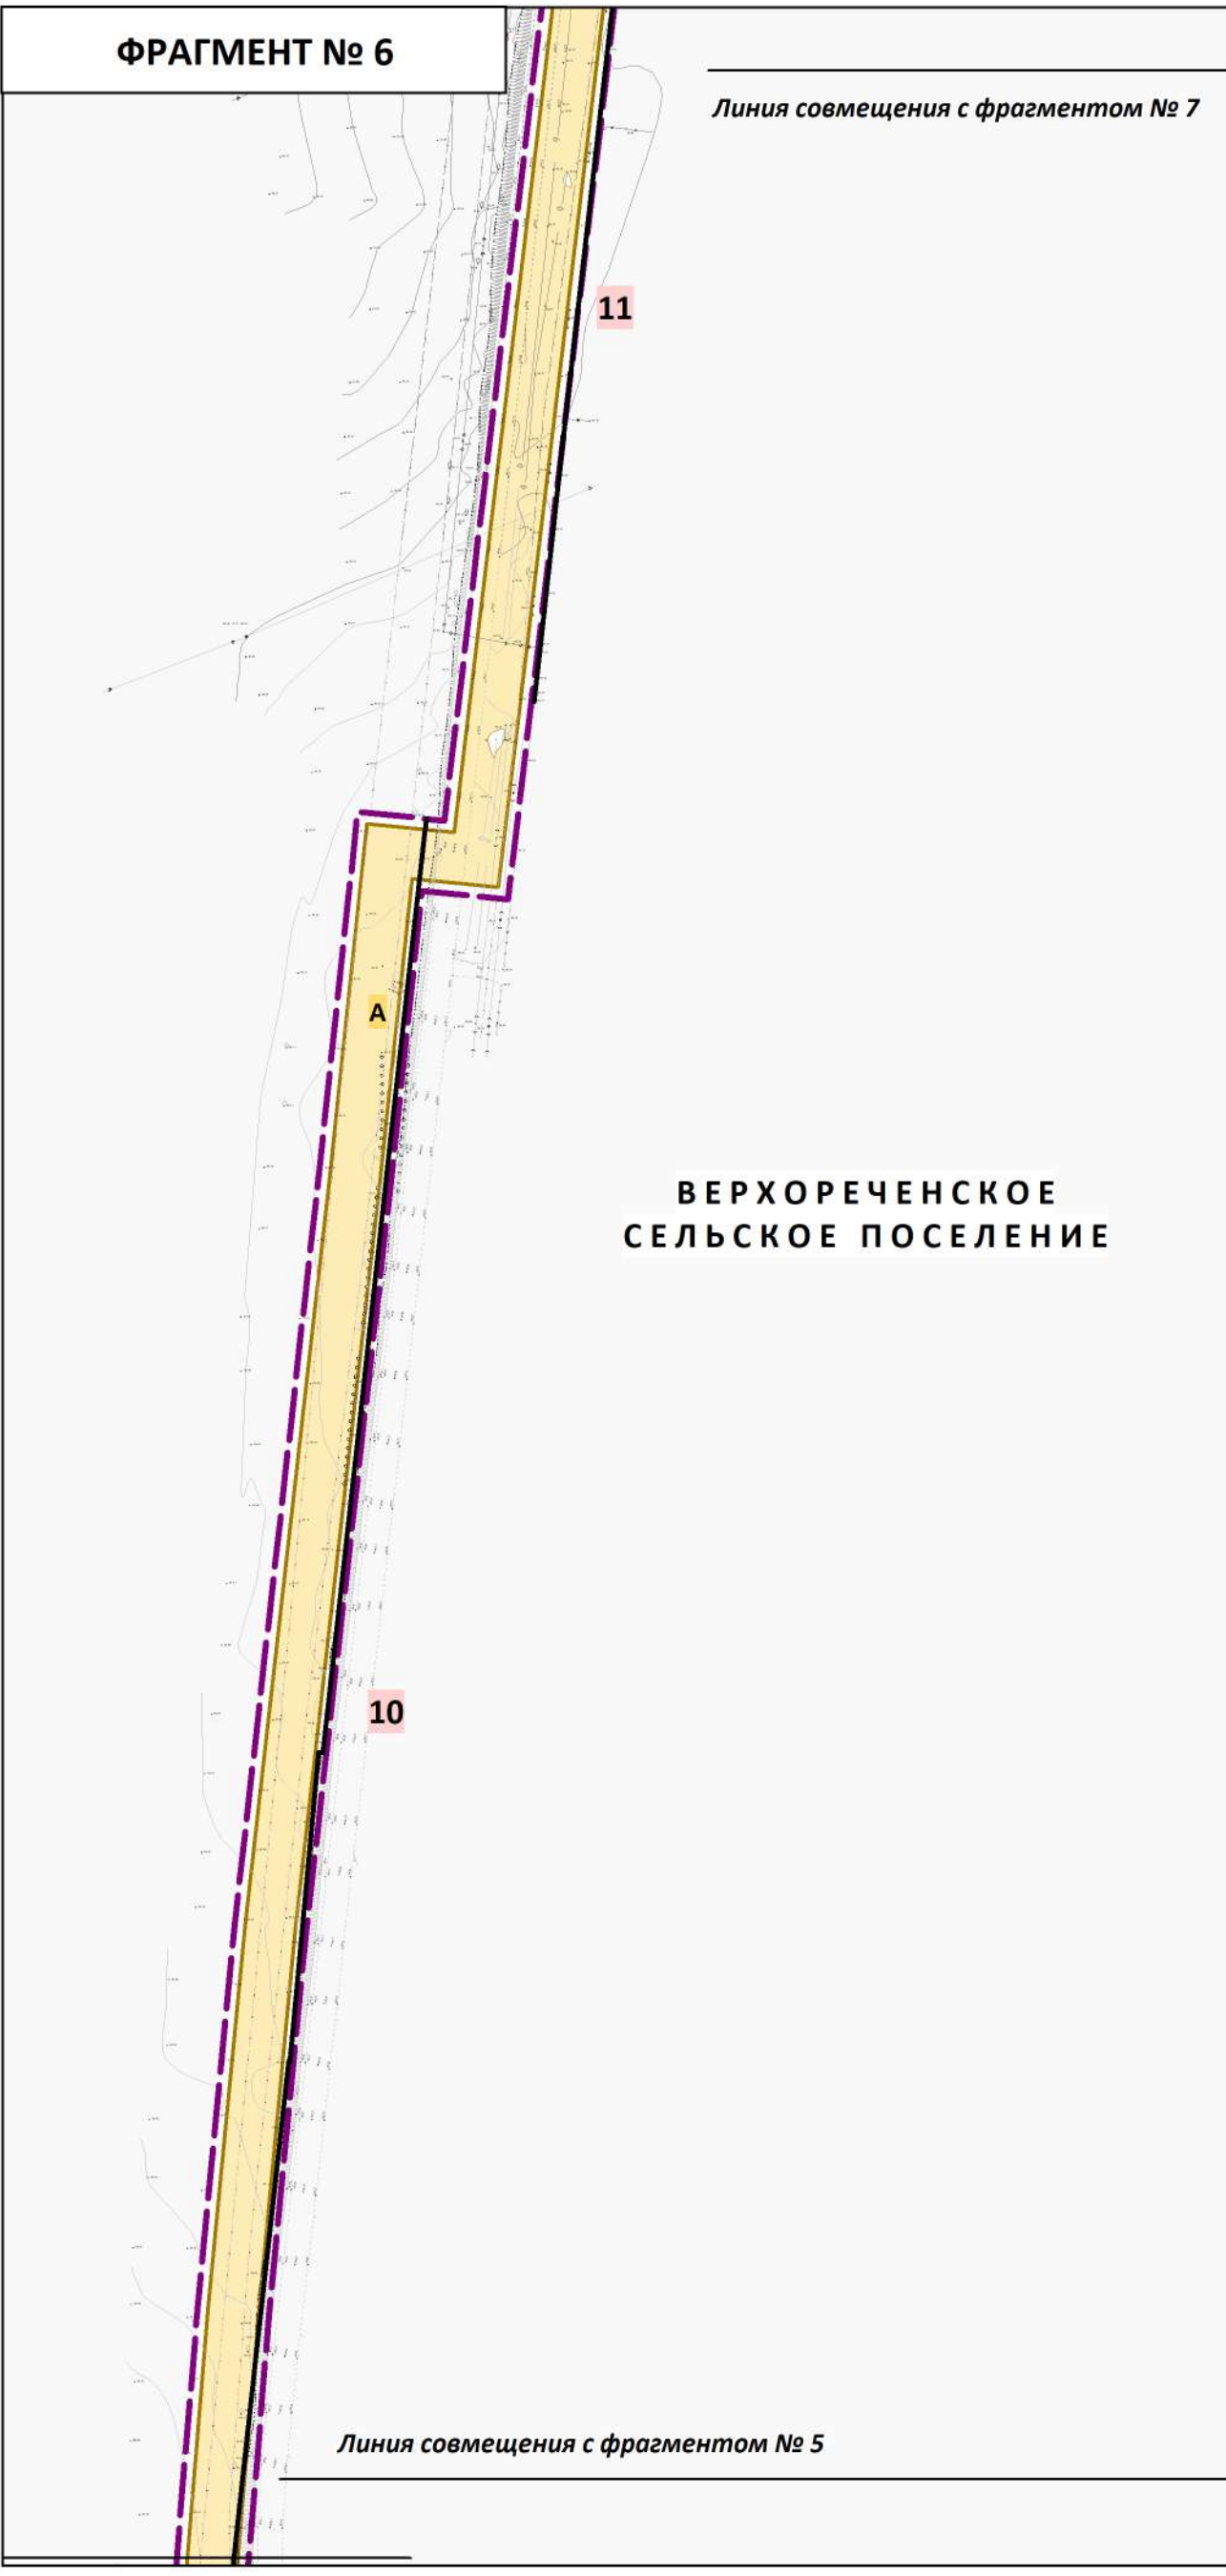 ФРАГМЕНТ № 6
Линия совмещения с фрагментом № 7
11
А
ВЕРХОРЕЧЕНСКОЕ
СЕЛЬСКОЕ ПОСЕЛЕНИЕ
10
Линия совмещения с фрагментом № 5